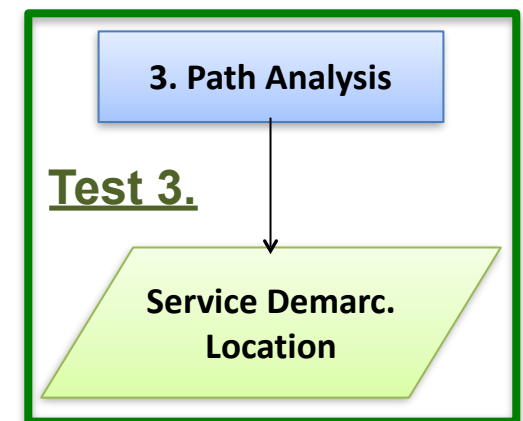 3. Path Analysis
Test 3.
Service Demarc.
Location